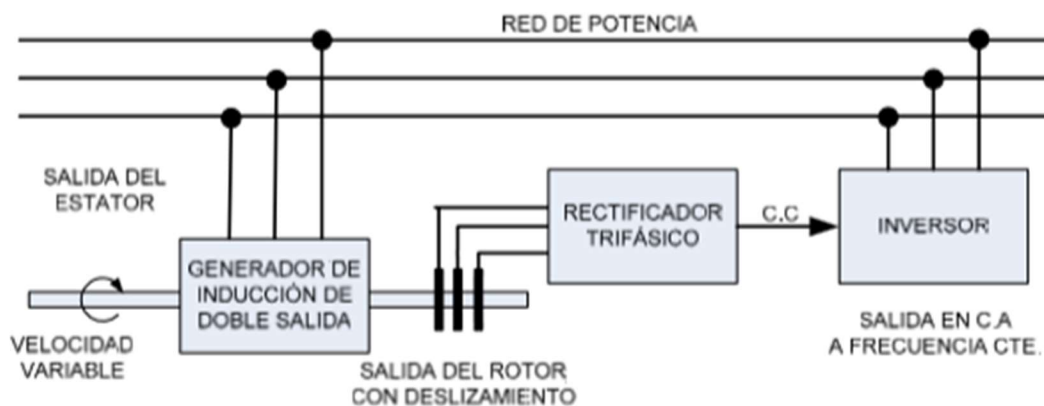 RED DE POTENCIA
SALIDA DEL
ESTATOR
RECTIFICADOR
TRIFÁSICO
C.C
INVERSOR
GENERADOR DE
INDUCCIÓN DE
DOBLE SALIDA
VELOCIDAD
VARIABLE
SALIDA DEL ROTOR
CON DESLIZAMIENTO
SALIDA EN C.A
A FRECUENCIA CTE.